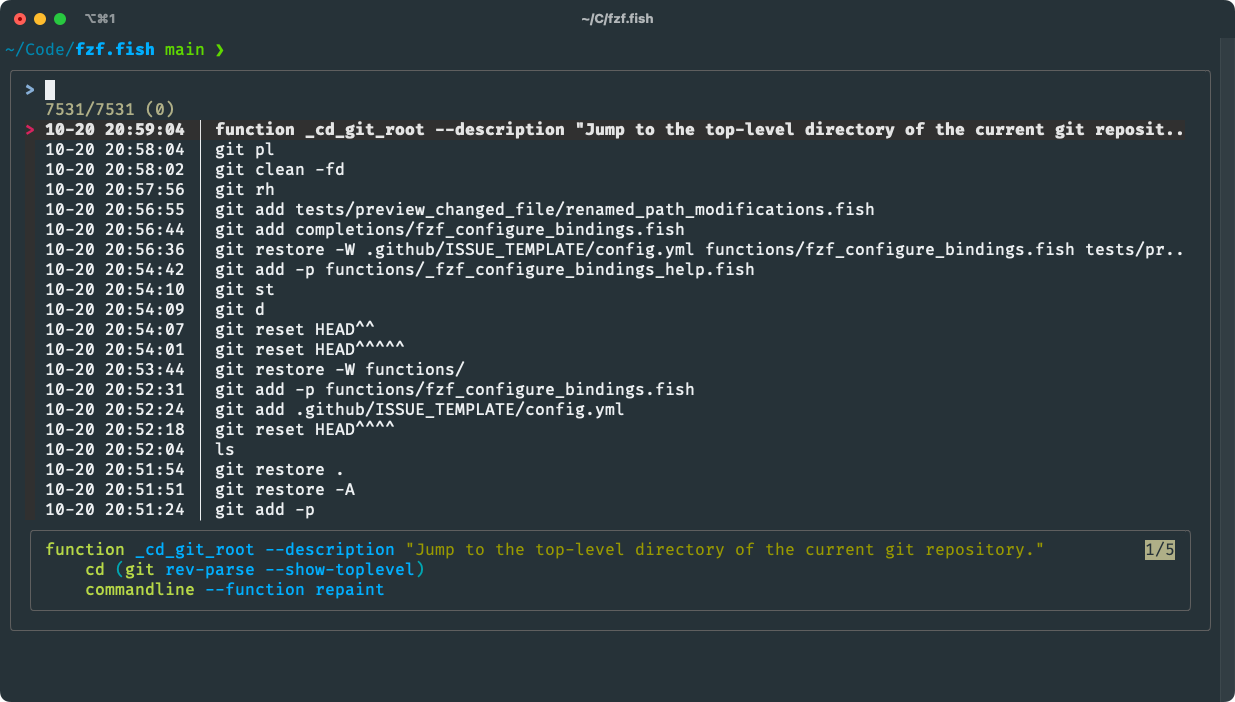 ⌥⌘1
~/C/fzf.fish
~/Code/fzf.fish main ❯
>
7531/7531 (0)
> 10-20 20:59:04 │ function _cd_git_root --description "Jump to the top-level directory of the current git reposit..
10-20 20:58:04 │ git pl
10-20 20:58:02 │ git clean -fd
10-20 20:57:56 │ git rh
10-20 20:56:55 │ git add tests/preview_changed_file/renamed_path_modifications.fish
10-20 20:56:44 │ git add completions/fzf_configure_bindings.fish
10-20 20:56:36 │ git restore -W .github/ISSUE_TEMPLATE/config.yml functions/fzf_configure_bindings.fish tests/pr..
10-20 20:54:42 │ git add -p functions/_fzf_configure_bindings_help.fish
10-20 20:54:10 │ git st
10-20 20:54:09 │ git d
10-20 20:54:07 │ git reset HEAD^^
10-20 20:54:01 │ git reset HEAD^^^^^
10-20 20:53:44 │ git restore -W functions/
10-20 20:52:31 │ git add -p functions/fzf_configure_bindings.fish
10-20 20:52:24 │ git add .github/ISSUE_TEMPLATE/config.yml
10-20 20:52:18 │ git reset HEAD^^^^
10-20 20:52:04 │ ls
10-20 20:51:54 │ git restore .
10-20 20:51:51 │ git restore -A
10-20 20:51:24 │ git add -p
function _cd_git_root --description "Jump to the top-level directory of the current git repository." 1/5
cd (git rev-parse --show-toplevel)
commandline --function repaint